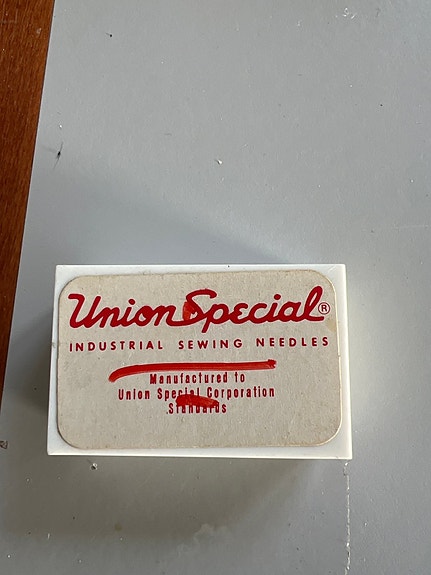 Union Special®
INDUSTRIAL SEWING NEEDLES
Manufactured to
Union Special Corporation
Standards